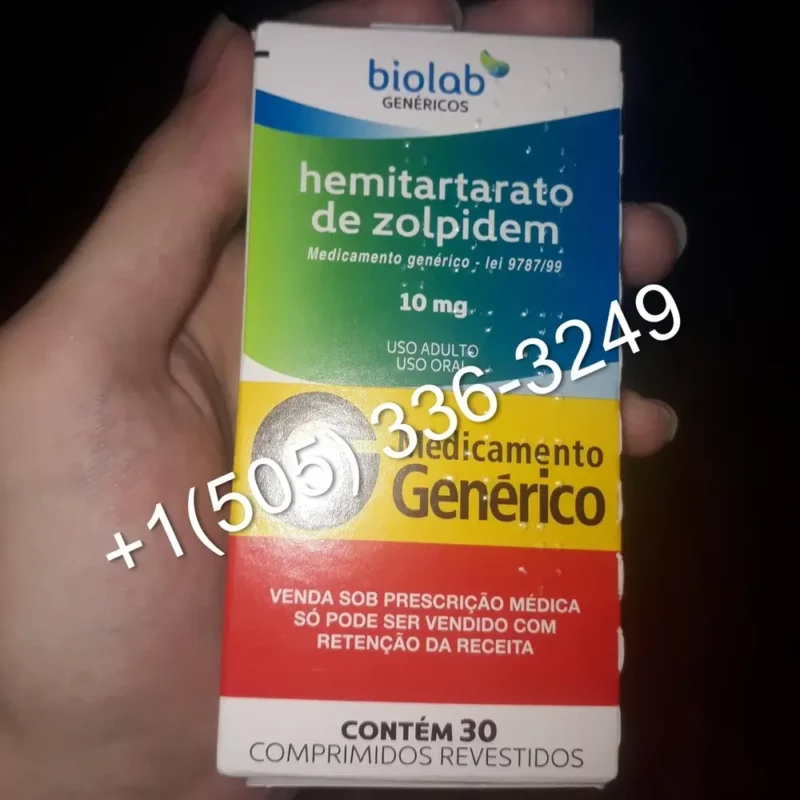 biolab
GENÉRICOS
hemitartarato
de zolpidem
Medicamento genérico - lei 9787/99
10 mg
USO ADULTO
USO ORAL
+1(505) 336-3249
Medicamento
Genérico
VENDA SOB PRESCRIÇÃO MÉDICA
SÓ PODE SER VENDIDO COM
RETENÇÃO DA RECEITA
CONTÉM 30
COMPRIMIDOS REVESTIDOS